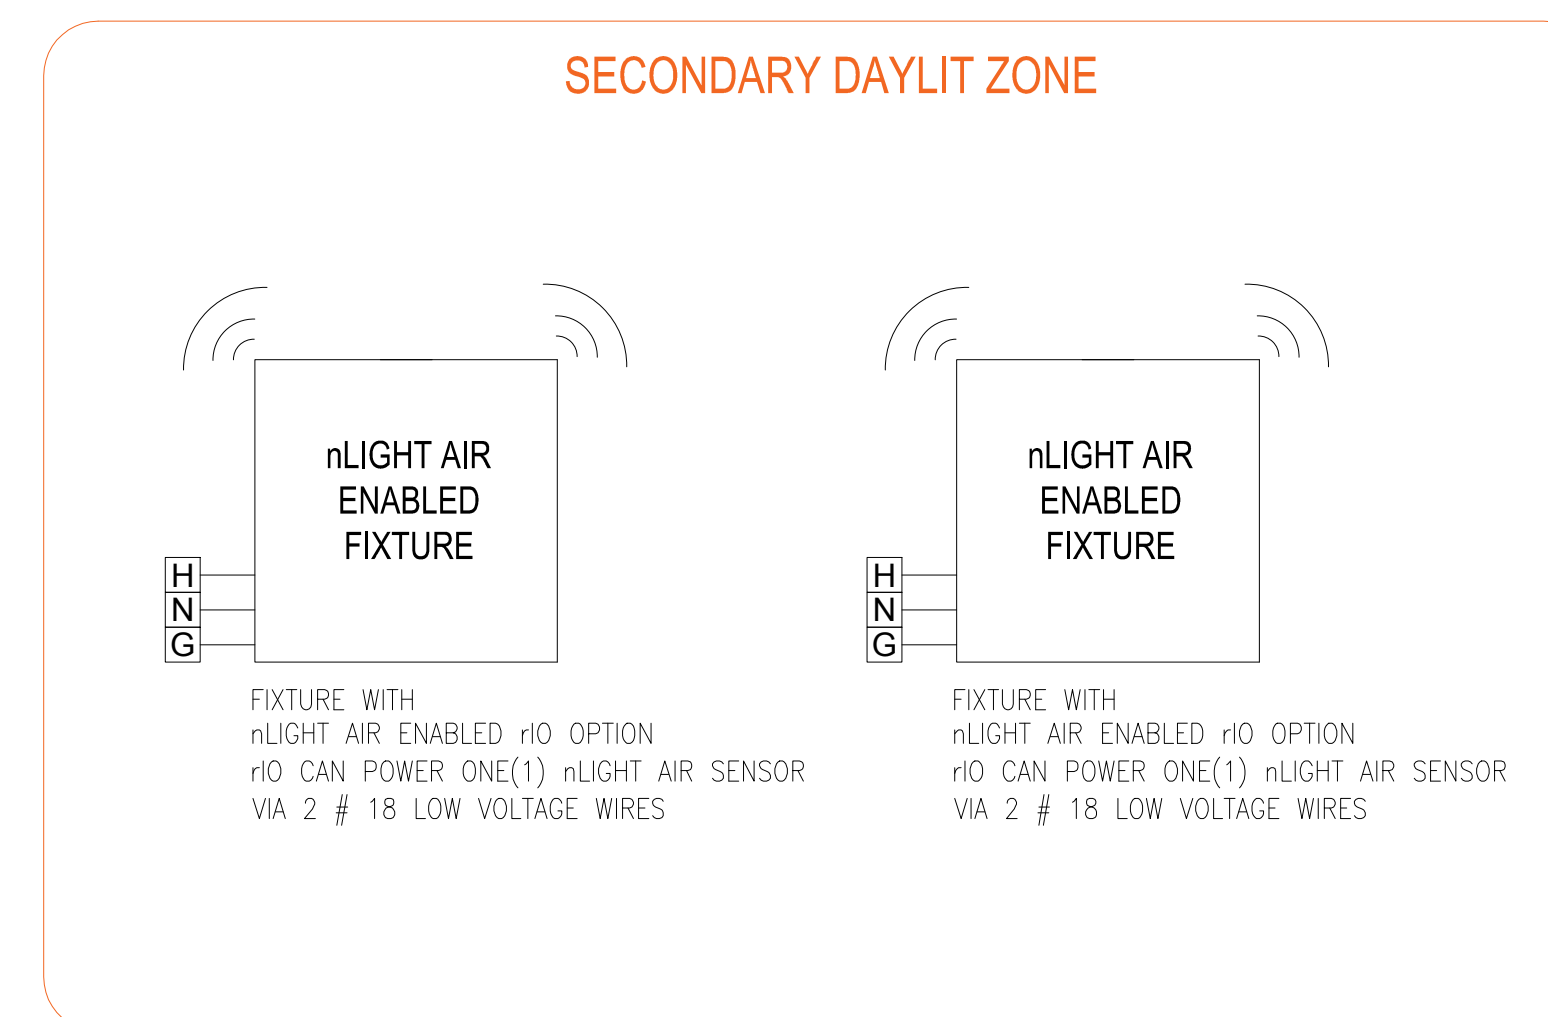 SECONDARY DAYLIT ZONE
nLIGHT AIR
ENABLED
FIXTURE
H
N
G
FIXTURE WITH
nLIGHT AIR ENABLED rIO OPTION
rIO CAN POWER ONE(1) nLIGHT AIR SENSOR
VIA 2 # 18 LOW VOLTAGE WIRES
nLIGHT AIR
ENABLED
FIXTURE
H
N
G
FIXTURE WITH
nLIGHT AIR ENABLED rIO OPTION
rIO CAN POWER ONE(1) nLIGHT AIR SENSOR
VIA 2 # 18 LOW VOLTAGE WIRES